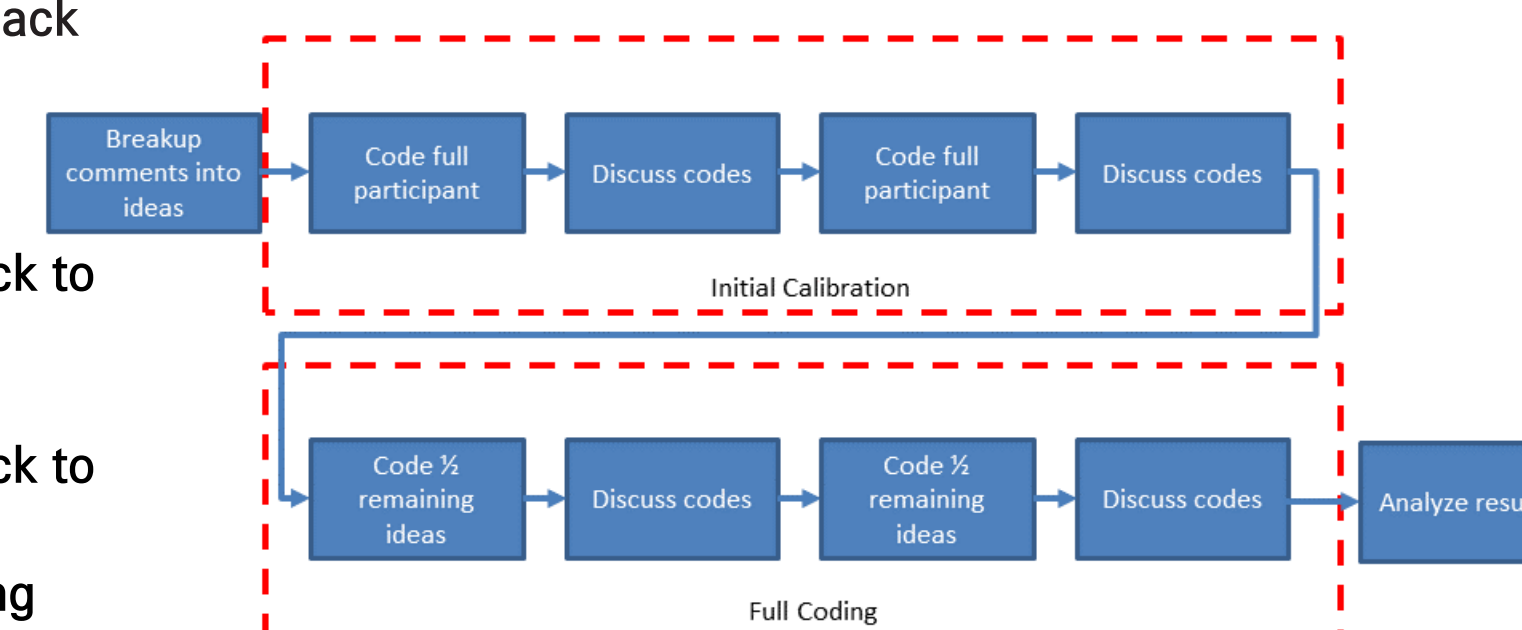 ack
Breakup
comments into
ideas
Code full
participant
Discuss codes
Code full
participant
Discuss codes
ck to
Initial Calibration
ck to
Code ½
remaining
ideas
Discuss codes
Code ½
remaining
ideas
Discuss codes
Analyze resu
ng
Full Coding